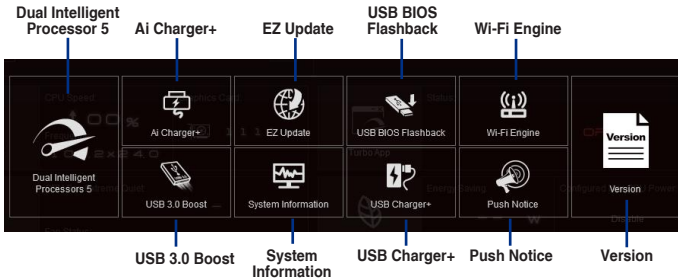 Dual Intelligent
Processor 5
Ai Charger+
EZ Update
USB BIOS
Flashback
Wi-Fi Engine
Ai Charger+
EZ Update
USB BIOS Flashback
Wi-Fi Engine
Version
Dual Intelligent
Processors 5
USB 3.0 Boost
System Information
USB Charger+
Push Notice
Version
USB 3.0 Boost
System
Information
USB Charger+
Push Notice
Version